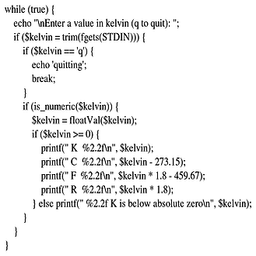 while (true) {
echo "\nEnter a value in kelvin (q to quit): ";
if ($kelvin = trim(fgets(STDIN))) {
if ($kelvin == 'q') {
echo 'quitting';
break;
}
if (is_numeric($kelvin)) {
$kelvin = floatVal($kelvin);
if ($kelvin >= 0) {
printf(" K %2.2f\n", $kelvin);
printf(" C %2.2f\n", $kelvin - 273.15);
printf(" F %2.2f\n", $kelvin * 1.8 - 459.67);
printf(" R %2.2f\n", $kelvin * 1.8);
} else printf(" %2.2f K is below absolute zero\n", $kelvin);
}
}
}